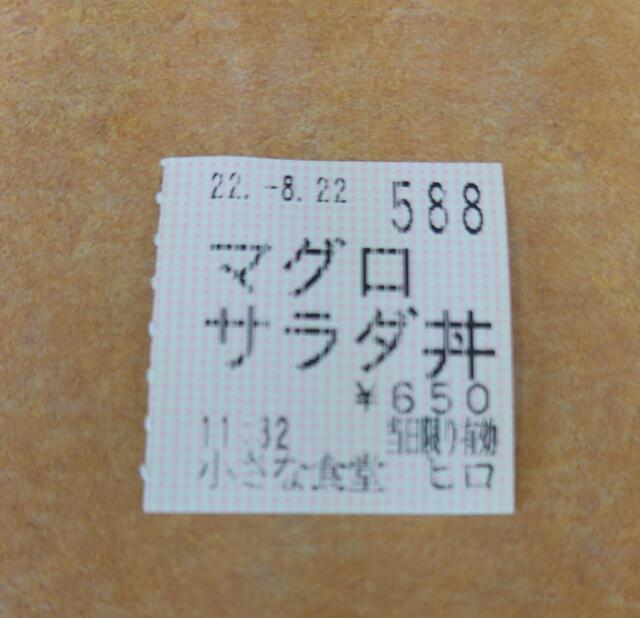 22.-8.22 588
マグロ
サラダ丼
¥650
11:32 当日限り有効
小さな食堂 ヒロ